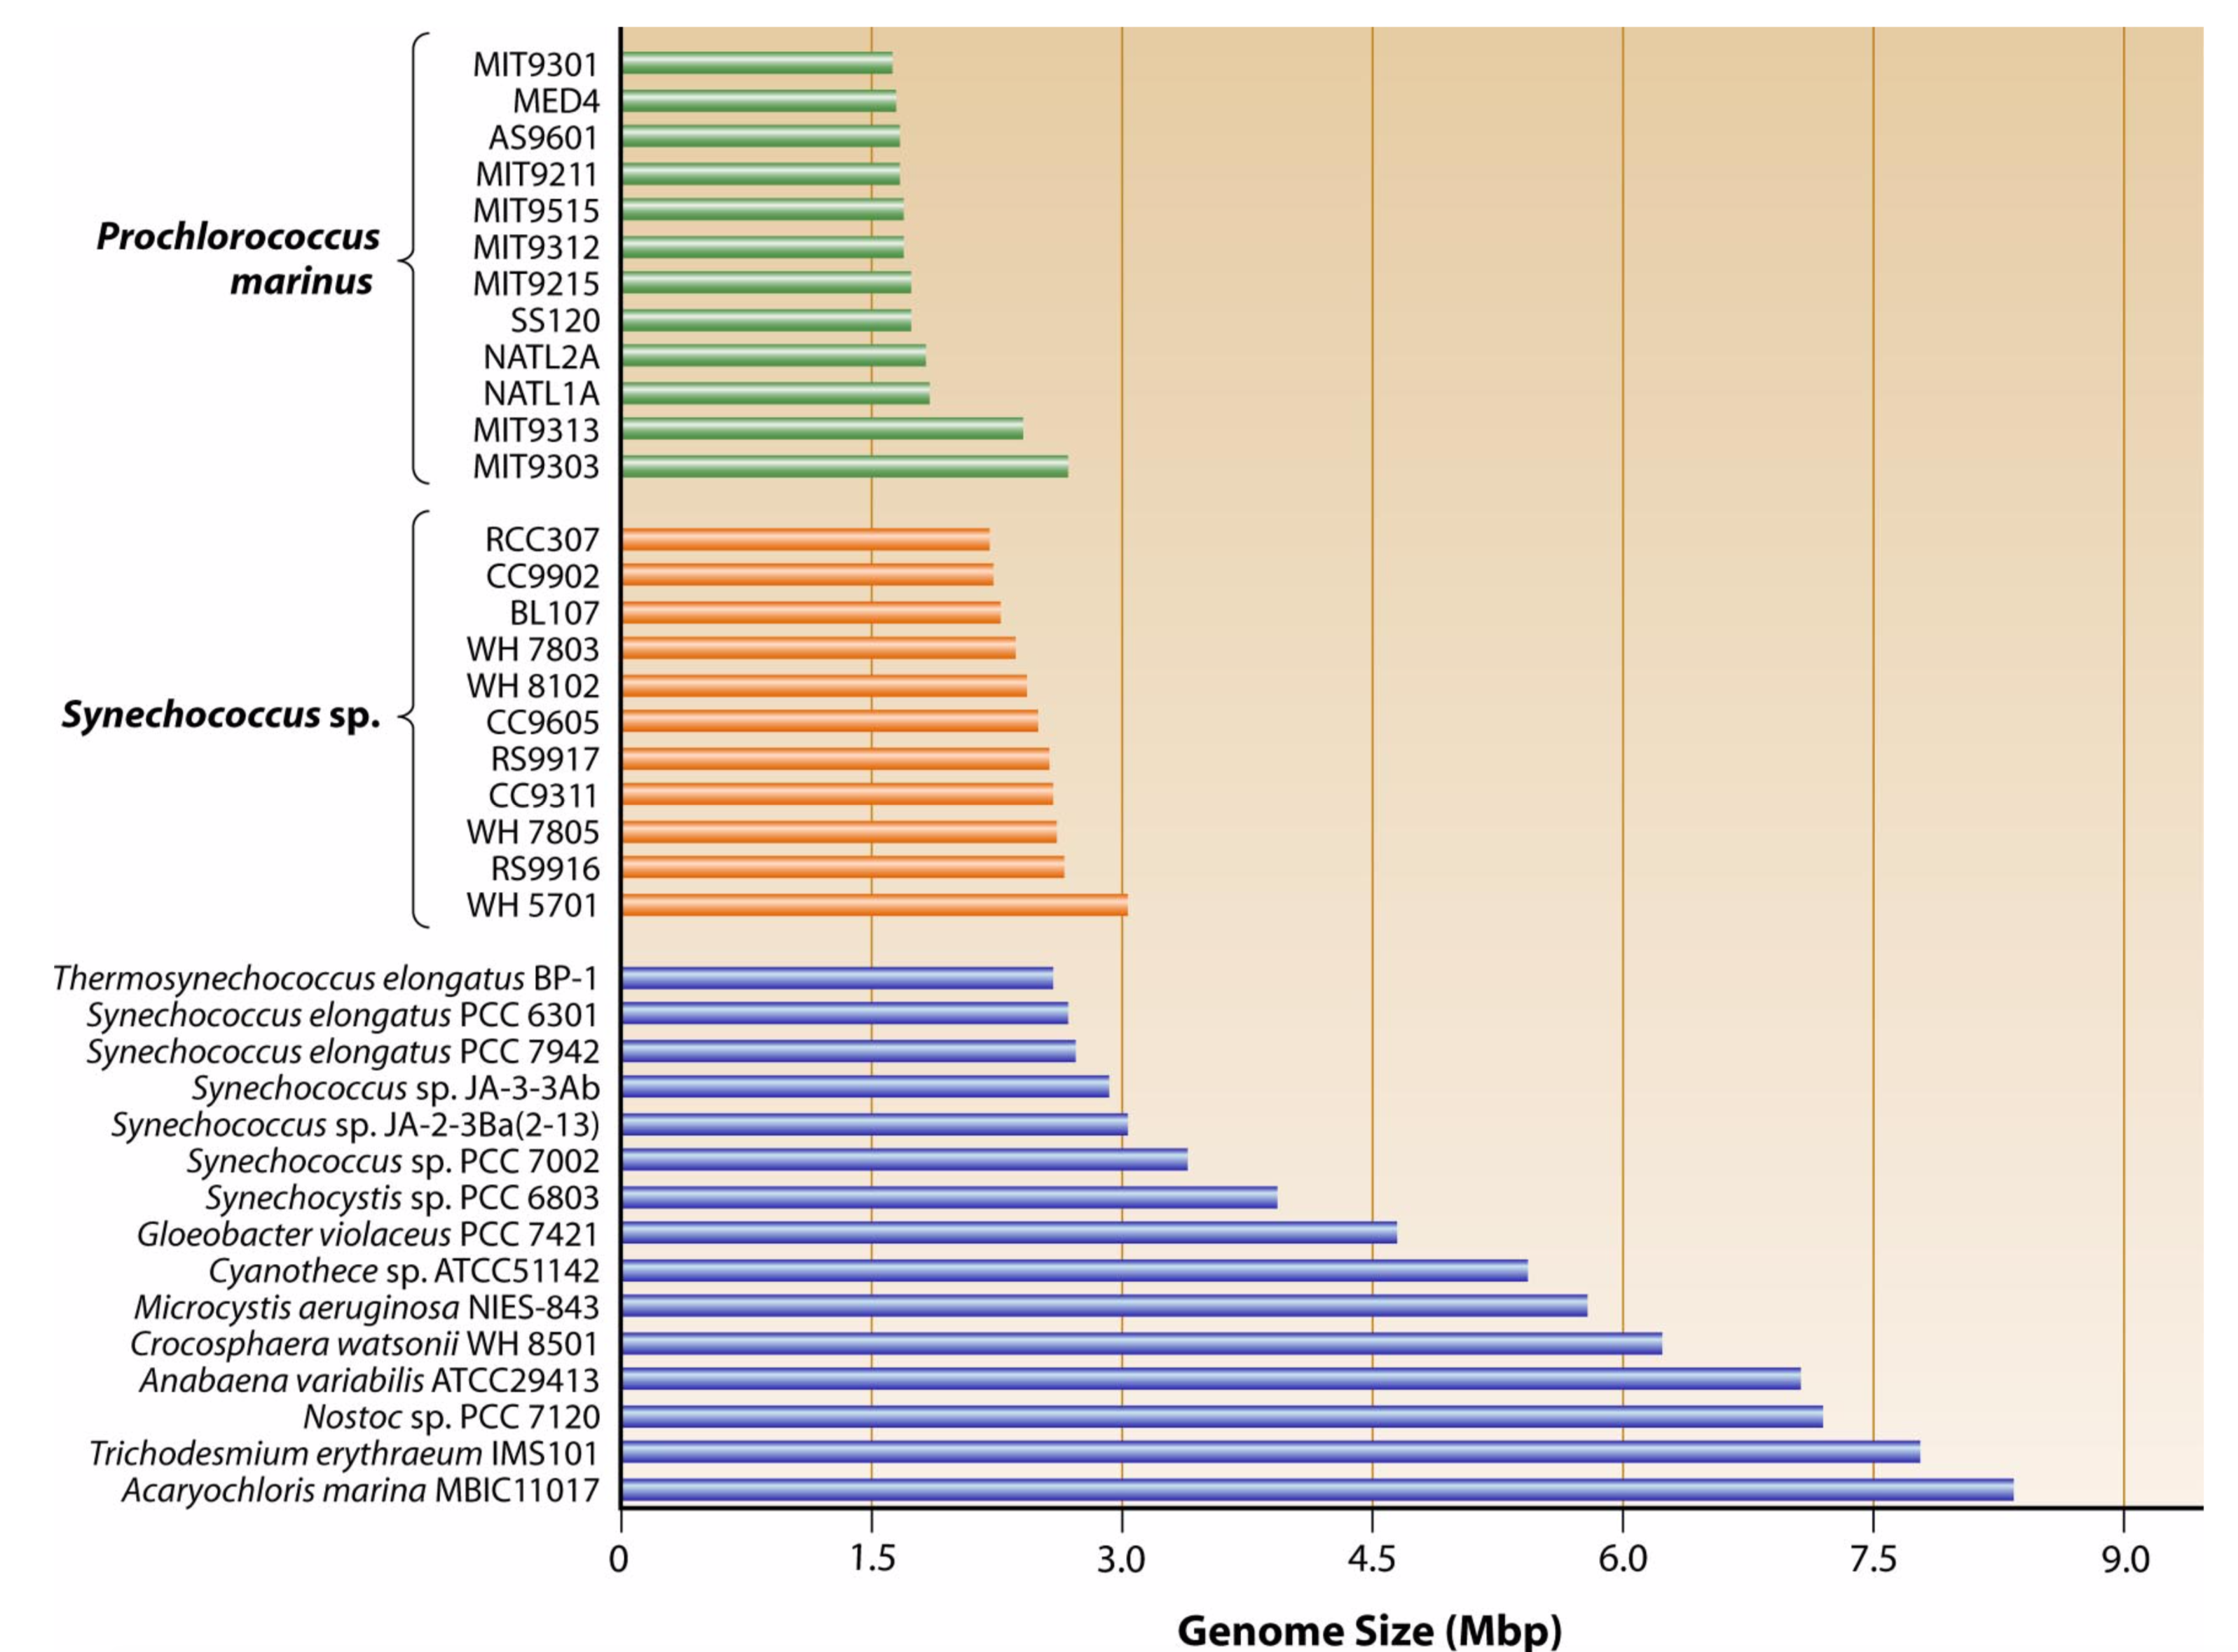 MIT9301
MED4
AS9601
MIT9211
MIT9515
MIT9312
MIT9215
SS120
NATL2A
NATL1A
MIT9313
MIT9303
Prochlorococcus
marinus
RCC307
CC9902
BL107
WH 7803
WH 8102
CC9605
RS9917
CC9311
WH 7805
RS9916
WH 5701
Synechococcus sp.
Thermosynechococcus elongatus BP-1
Synechococcus elongatus PCC 6301
Synechococcus elongatus PCC 7942
Synechococcus sp. JA-3-3Ab
Synechococcus sp. JA-2-3Ba(2-13)
Synechococcus sp. PCC 7002
Synechocystis sp. PCC 6803
Gloeobacter violaceus PCC 7421
Cyanothece sp. ATCC51142
Microcystis aeruginosa NIES-843
Crocosphaera watsonii WH 8501
Anabaena variabilis ATCC29413
Nostoc sp. PCC 7120
Trichodesmium erythraeum IMS101
Acaryochloris marina MBIC11017
0 1.5 3.0 4.5 6.0 7.5 9.0
Genome Size (Mbp)